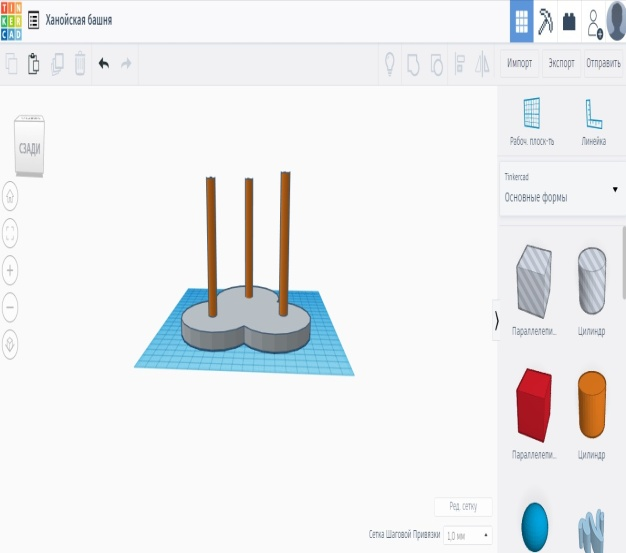 TIN
KER
CAD
Ханойская башня
Импорт
Экспорт
Отправить
СЗАДИ
Рабоч. плоск-ть
Линейка
Tinkercad
Основные формы
Параллелепи...
Цилиндр
Параллелепи...
Цилиндр
Ред. сетку
Сетка Шаговой Привязки
1,0 мм